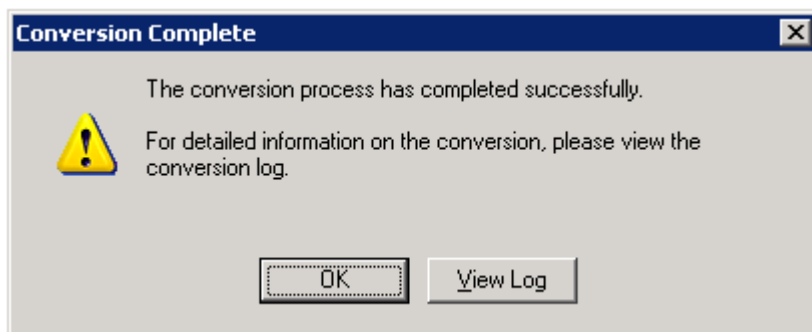 Conversion Complete
The conversion process has completed successfully.
For detailed information on the conversion, please view the
conversion log.
OK
View Log